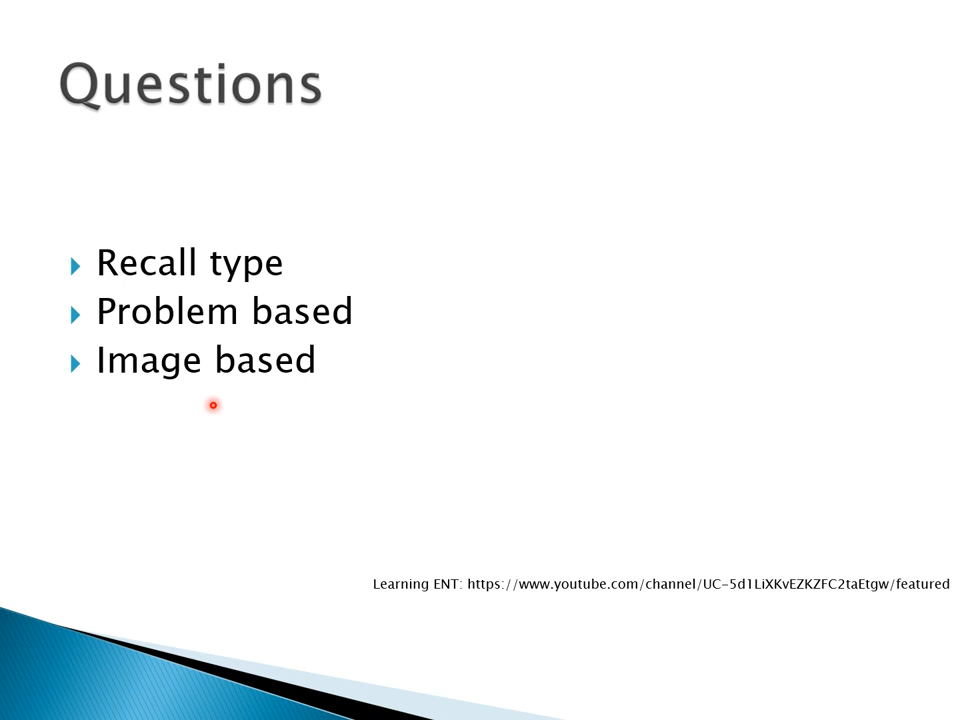 Questions
Recall type
Problem based
Image based
Learning ENT: https://www.youtube.com/channel/UC-5d1LiXKvEZKZFC2taEtgw/featured